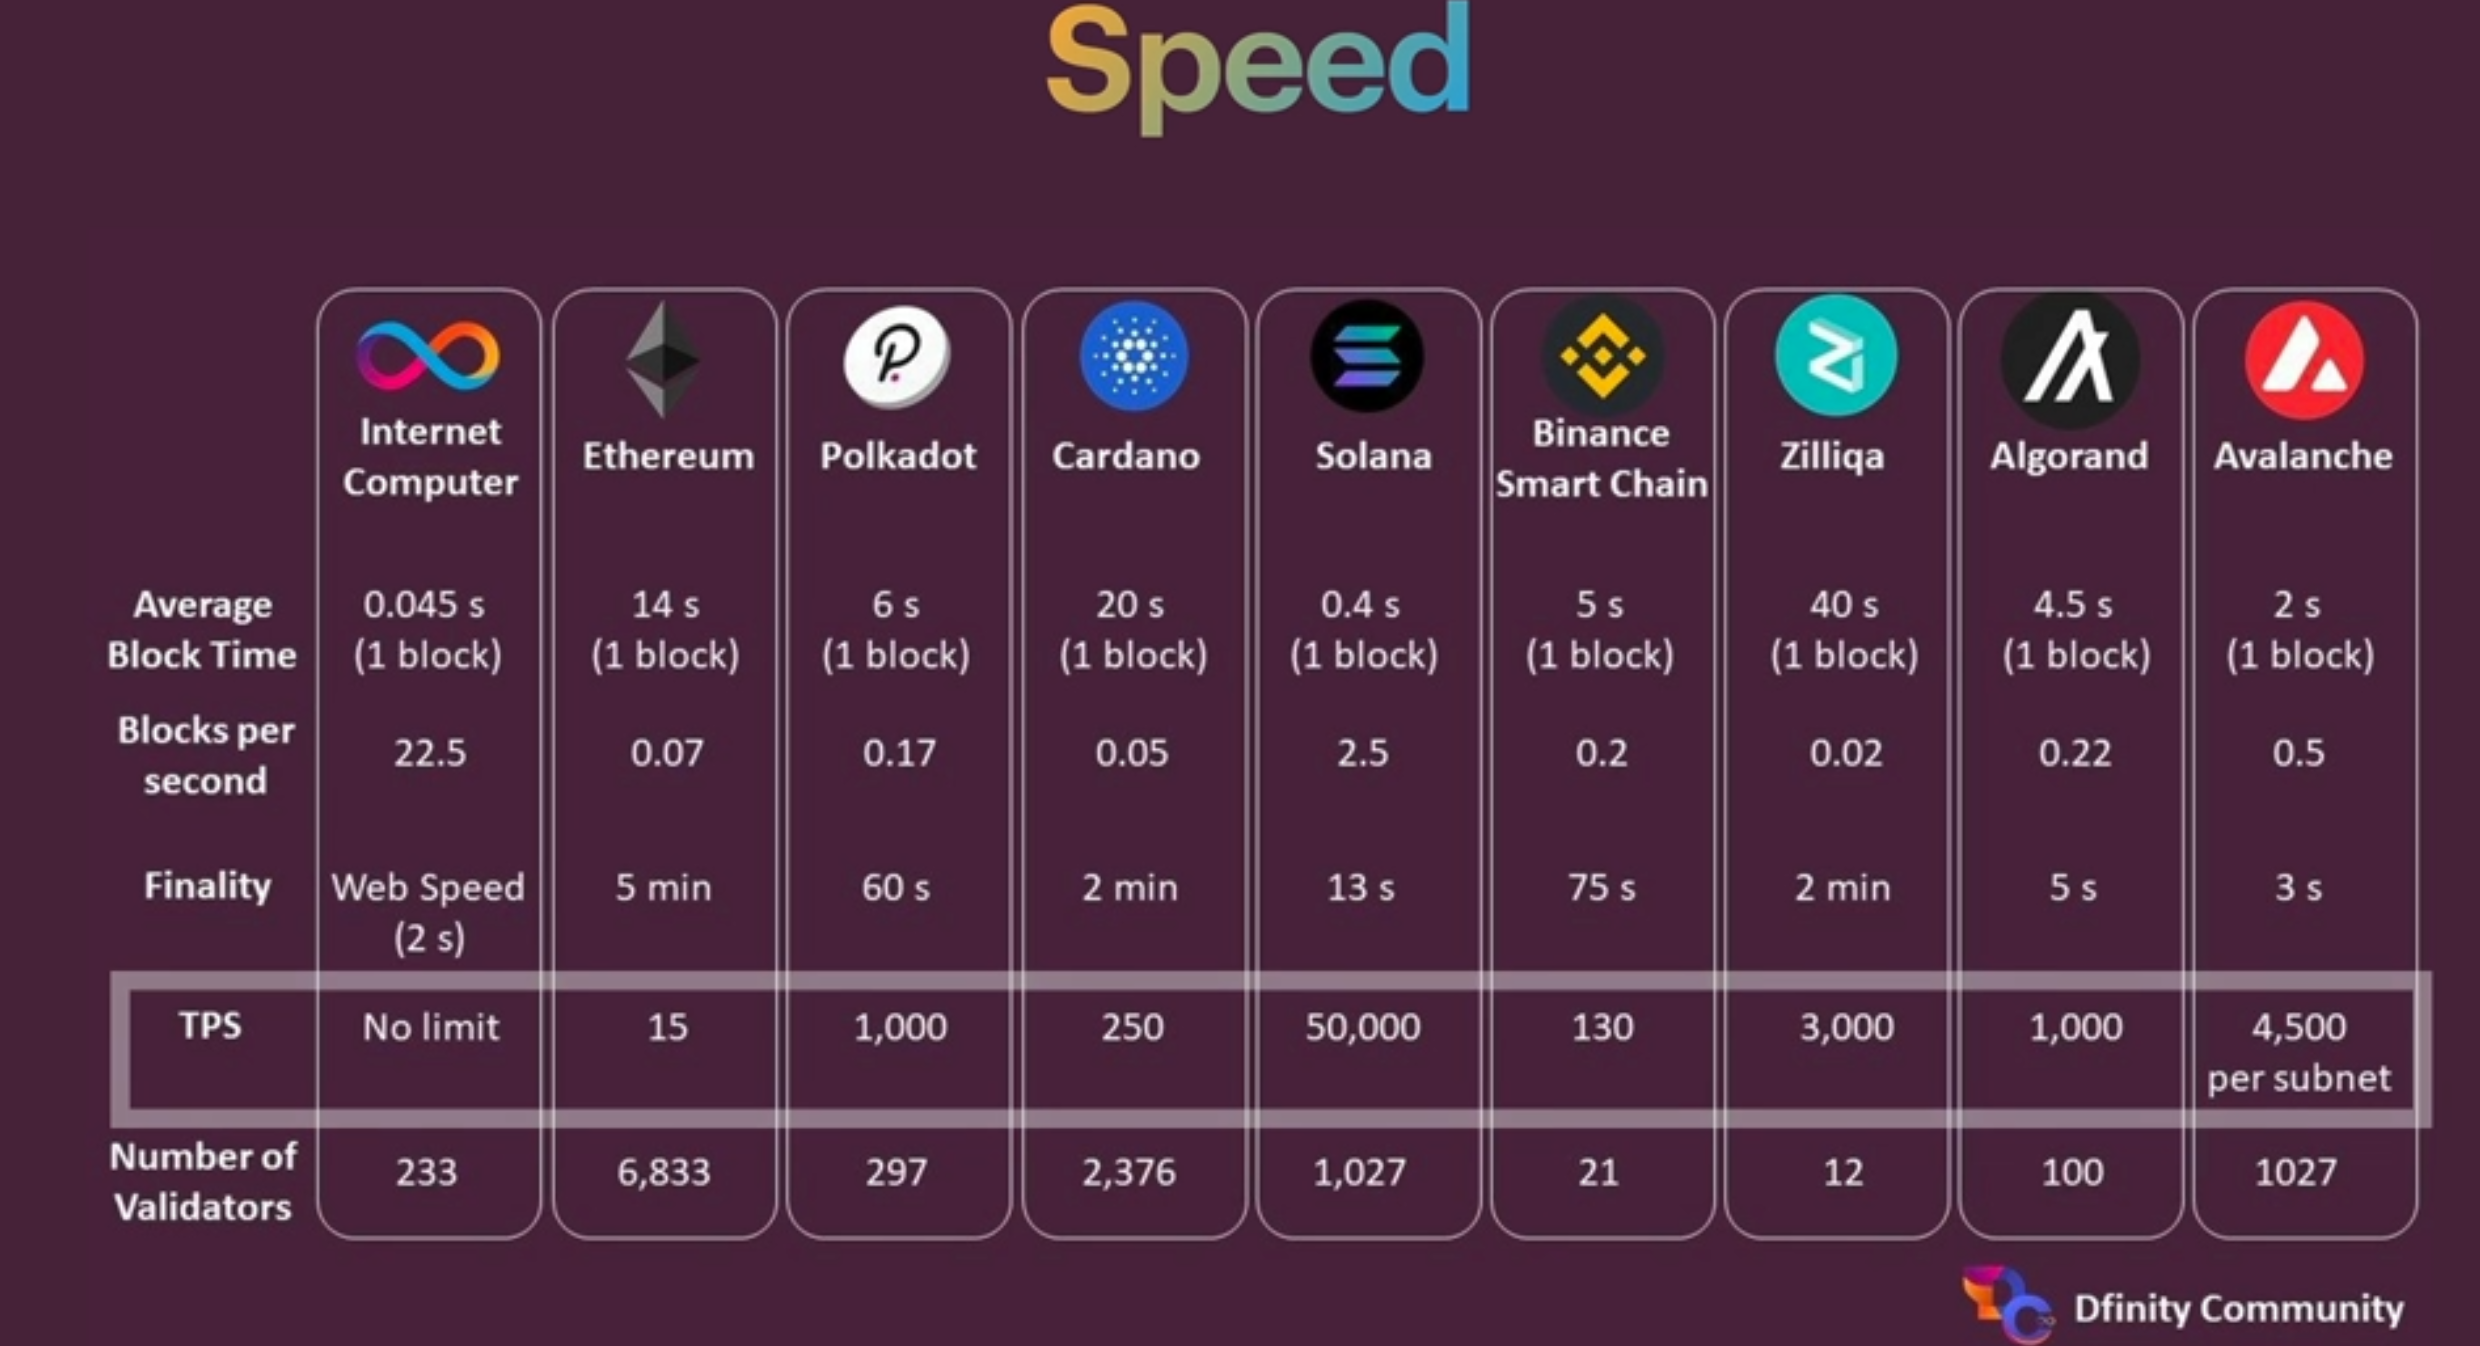 Speed
Internet
Computer
Ethereum
Polkadot
Cardano
Solana
Binance
Smart Chain
Zilliqa
Algorand
Avalanche
Average
Block Time
0.045 s
(1 block)
14 s
(1 block)
6 s
(1 block)
20 s
(1 block)
0.4 s
(1 block)
5 s
(1 block)
40 s
(1 block)
4.5 s
(1 block)
2 s
(1 block)
Blocks per
second
22.5
0.07
0.17
0.05
2.5
0.2
0.02
0.22
0.5
Finality
Web Speed
(2 s)
5 min
60 s
2 min
13 s
75 s
2 min
5 s
3 s
TPS
No limit
15
1,000
250
50,000
130
3,000
1,000
4,500
per subnet
Number of
Validators
233
6,833
297
2,376
1,027
21
12
100
1027
Dfinity Community